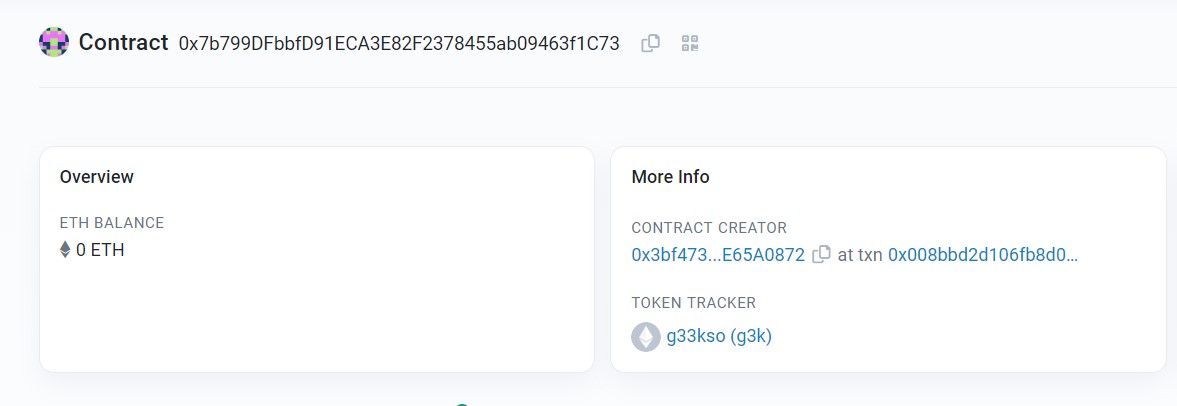 Contract 0x7b799DFbbfD91ECA3E82F2378455ab09463f1C73
Overview
ETH BALANCE
0 ETH
More Info
CONTRACT CREATOR
0x3bf473...E65A0872 at txn 0x008bbd2d106fb8d0...
TOKEN TRACKER
g33kso (g3k)